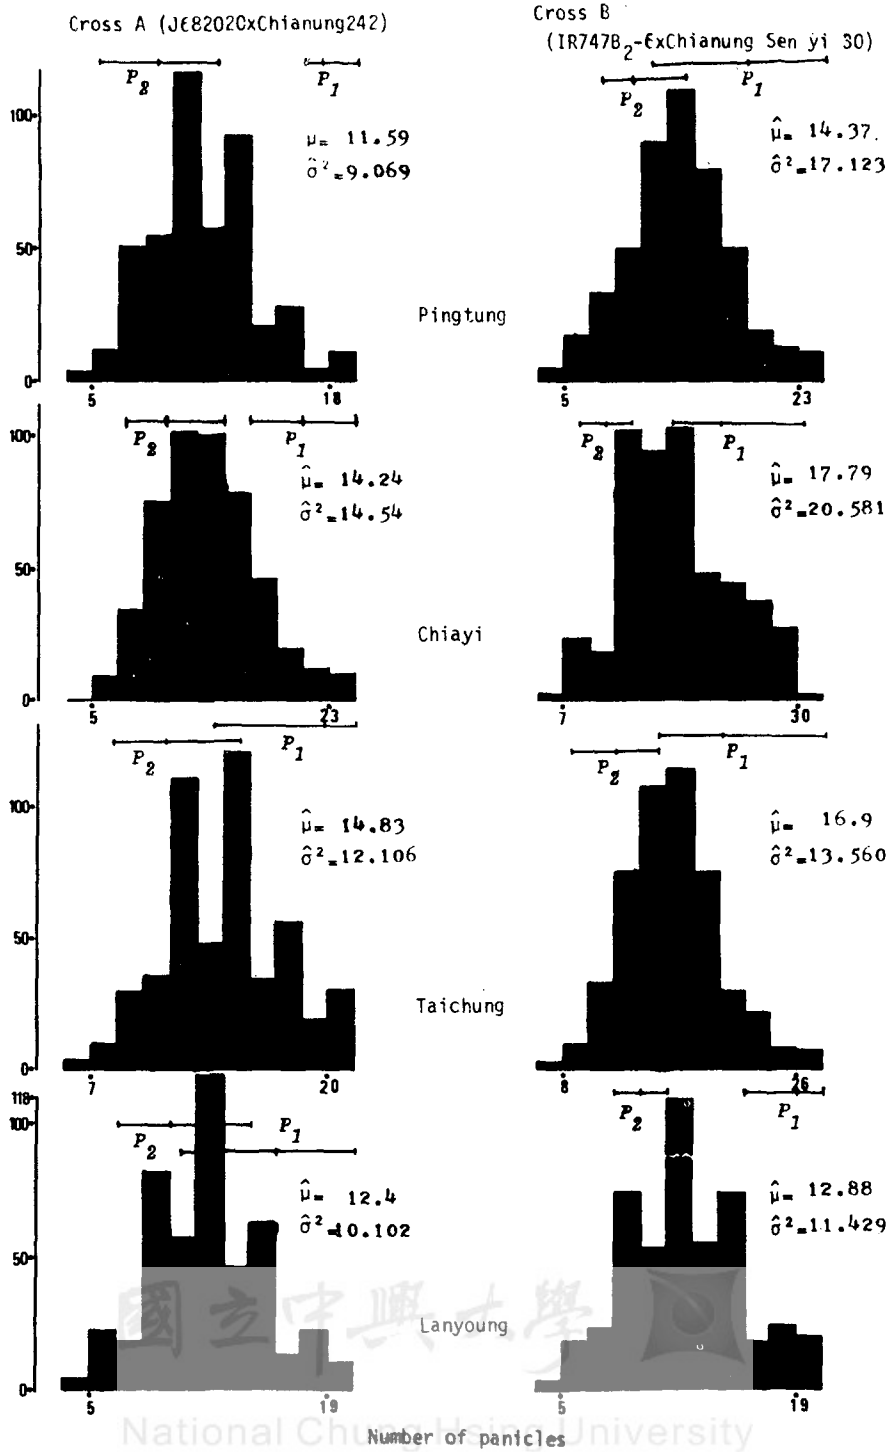 Cross A (JE82020xChianung242)
Cross B
(IR747B2-6xChianung Sen yi 30)
P2
P1
P2
P1
100
50
0
μ= 11.59
σ̂²=9.069
μ̂= 14.37.
σ̂²=17.123
Pingtung
5
18
5
23
P2
P1
P2
P1
100
50
0
μ̂= 14.24
σ̂²=14.54
μ̂= 17.79
σ̂²=20.581
Chiayi
5
23
7
30
P2
P1
P2
P1
100
50
0
μ̂= 14.83
σ̂²=12.106
μ̂= 16.9
σ̂²=13.560
Taichung
7
20
8
26
P2
P1
P2
P1
118
100
50
0
μ̂= 12.4
σ̂²=10.102
μ̂= 12.88
σ̂²=11.429
國立中興大學
Lanyoung
5
19
5
19
National Chung Hsing University
Number of panicles